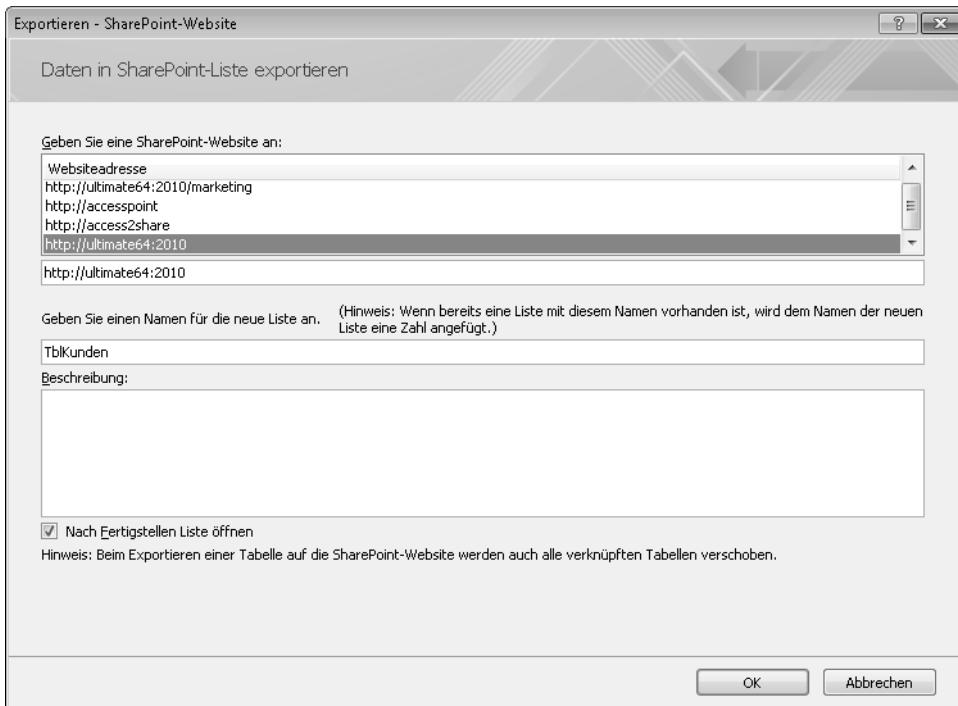 Exportieren - SharePoint-Website
Daten in SharePoint-Liste exportieren
Geben Sie eine SharePoint-Website an:
Websiteadresse
http://ultimate64:2010/marketing
http://accesspoint
http://access2share
http://ultimate64:2010
http://ultimate64:2010
Geben Sie einen Namen für die neue Liste an.
(Hinweis: Wenn bereits eine Liste mit diesem Namen vorhanden ist, wird dem Namen der neuen
Liste eine Zahl angefügt.)
TblKunden
Beschreibung:
Nach Fertigstellen Liste öffnen
Hinweis: Beim Exportieren einer Tabelle auf die SharePoint-Website werden auch alle verknüpften Tabellen verschoben.
OK
Abbrechen